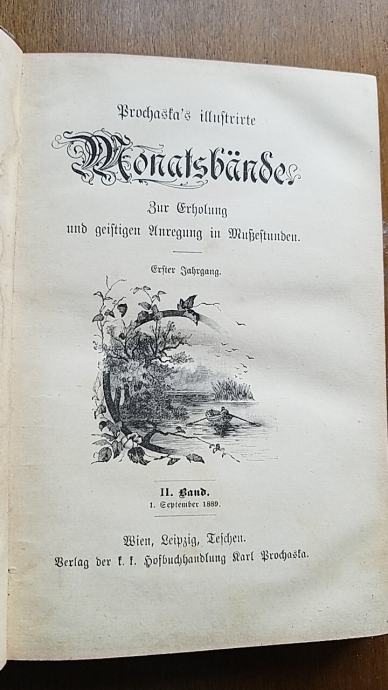 Prochaska's illustrirte
Monatsbände
Zur Erholung
und geistigen Anregung in Mußestunden.
Erster Jahrgang.
II. Band.
1. September 1889.
Wien, Leipzig, Teschen.
Verlag der k. k. Hofbuchhandlung Karl Prochaska.